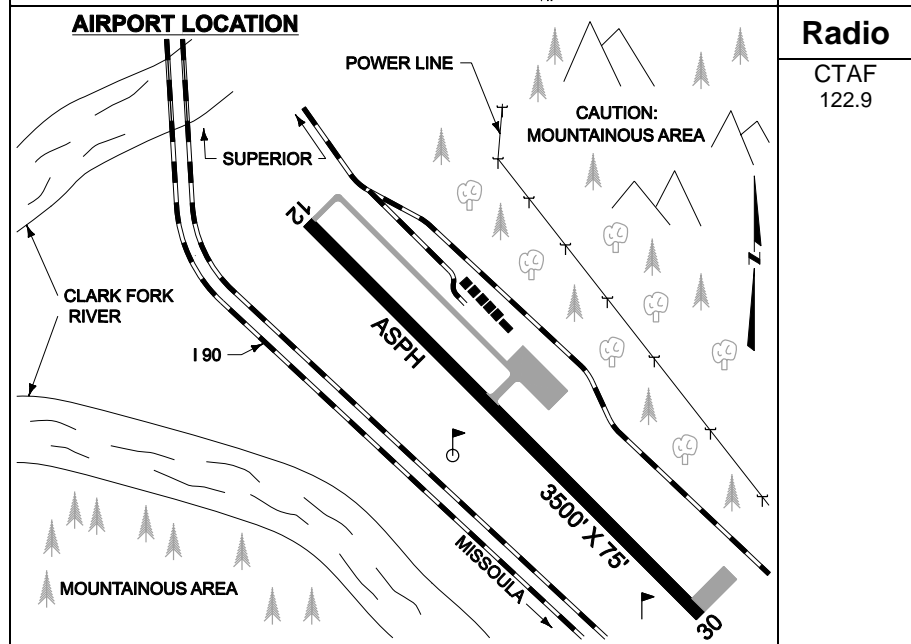 AIRPORT LOCATION
Radio
CTAF
122.9
POWER LINE
CAUTION:
MOUNTAINOUS AREA
SUPERIOR
12
N
CLARK FORK
RIVER
I 90
ASPH
3500' X 75'
MISSOULA
MOUNTAINOUS AREA
30